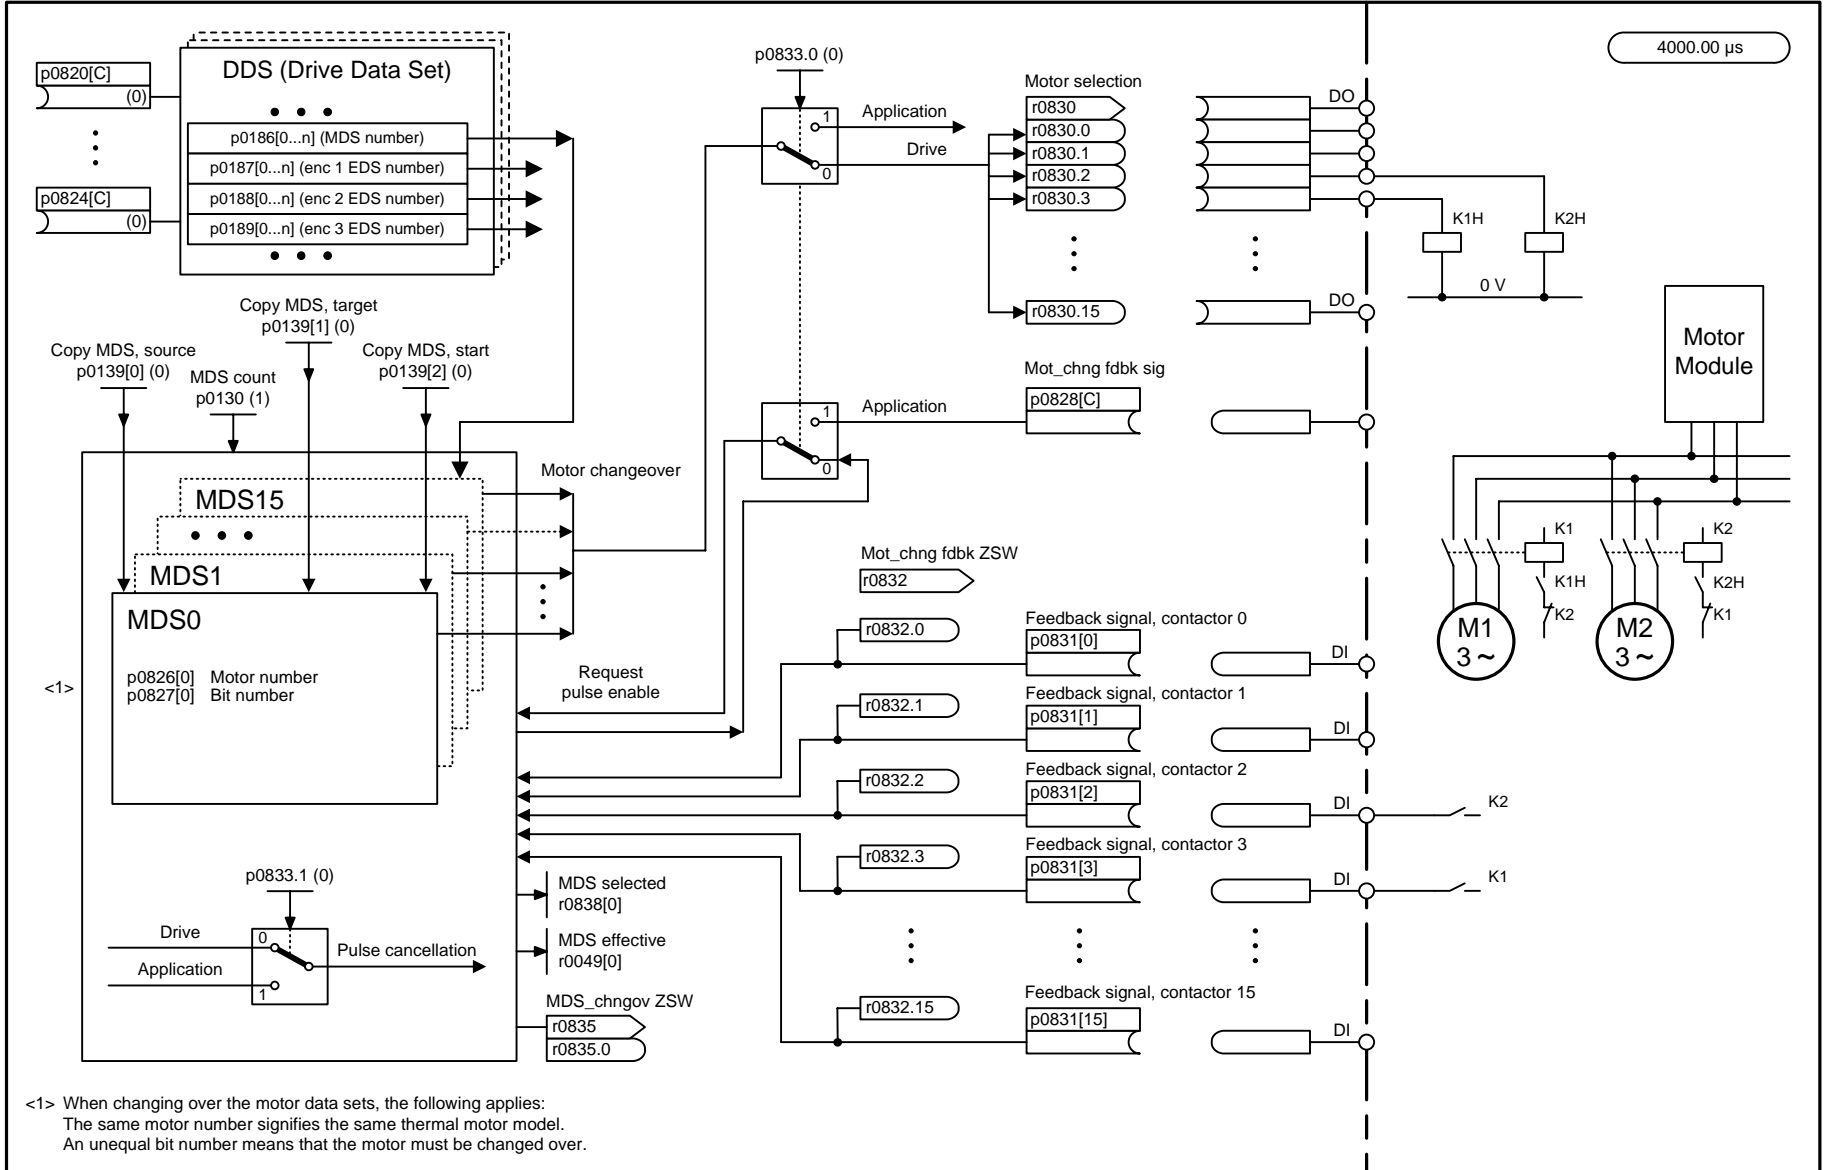 4000.00 µs
p0820[C]
(0)
p0824[C]
(0)
DDS (Drive Data Set)
p0186[0...n] (MDS number)
p0187[0...n] (enc 1 EDS number)
p0188[0...n] (enc 2 EDS number)
p0189[0...n] (enc 3 EDS number)
p0833.0 (0)
1
0
Application
Drive
Motor selection
r0830
r0830.0
r0830.1
r0830.2
r0830.3
r0830.15
DO
DO
K1H
K2H
0 V
Motor
Module
Copy MDS, target
p0139[1] (0)
Copy MDS, source
p0139[0] (0)
MDS count
p0130 (1)
Copy MDS, start
p0139[2] (0)
Mot_chng fdbk sig
p0828[C]
1
0
Application
Motor changeover
MDS15
MDS1
MDS0
p0826[0] Motor number
p0827[0] Bit number
<1>
Request
pulse enable
Mot_chng fdbk ZSW
r0832
r0832.0
Feedback signal, contactor 0
p0831[0]
DI
r0832.1
Feedback signal, contactor 1
p0831[1]
DI
r0832.2
Feedback signal, contactor 2
p0831[2]
DI
K2
r0832.3
Feedback signal, contactor 3
p0831[3]
DI
K1
r0832.15
Feedback signal, contactor 15
p0831[15]
DI
K1
K1H
K2
K2
K2H
K1
M1
3 ~
M2
3 ~
p0833.1 (0)
Drive
Application
0
1
Pulse cancellation
MDS selected
r0838[0]
MDS effective
r0049[0]
MDS_chngov ZSW
r0835
r0835.0
<1> When changing over the motor data sets, the following applies:
The same motor number signifies the same thermal motor model.
An unequal bit number means that the motor must be changed over.